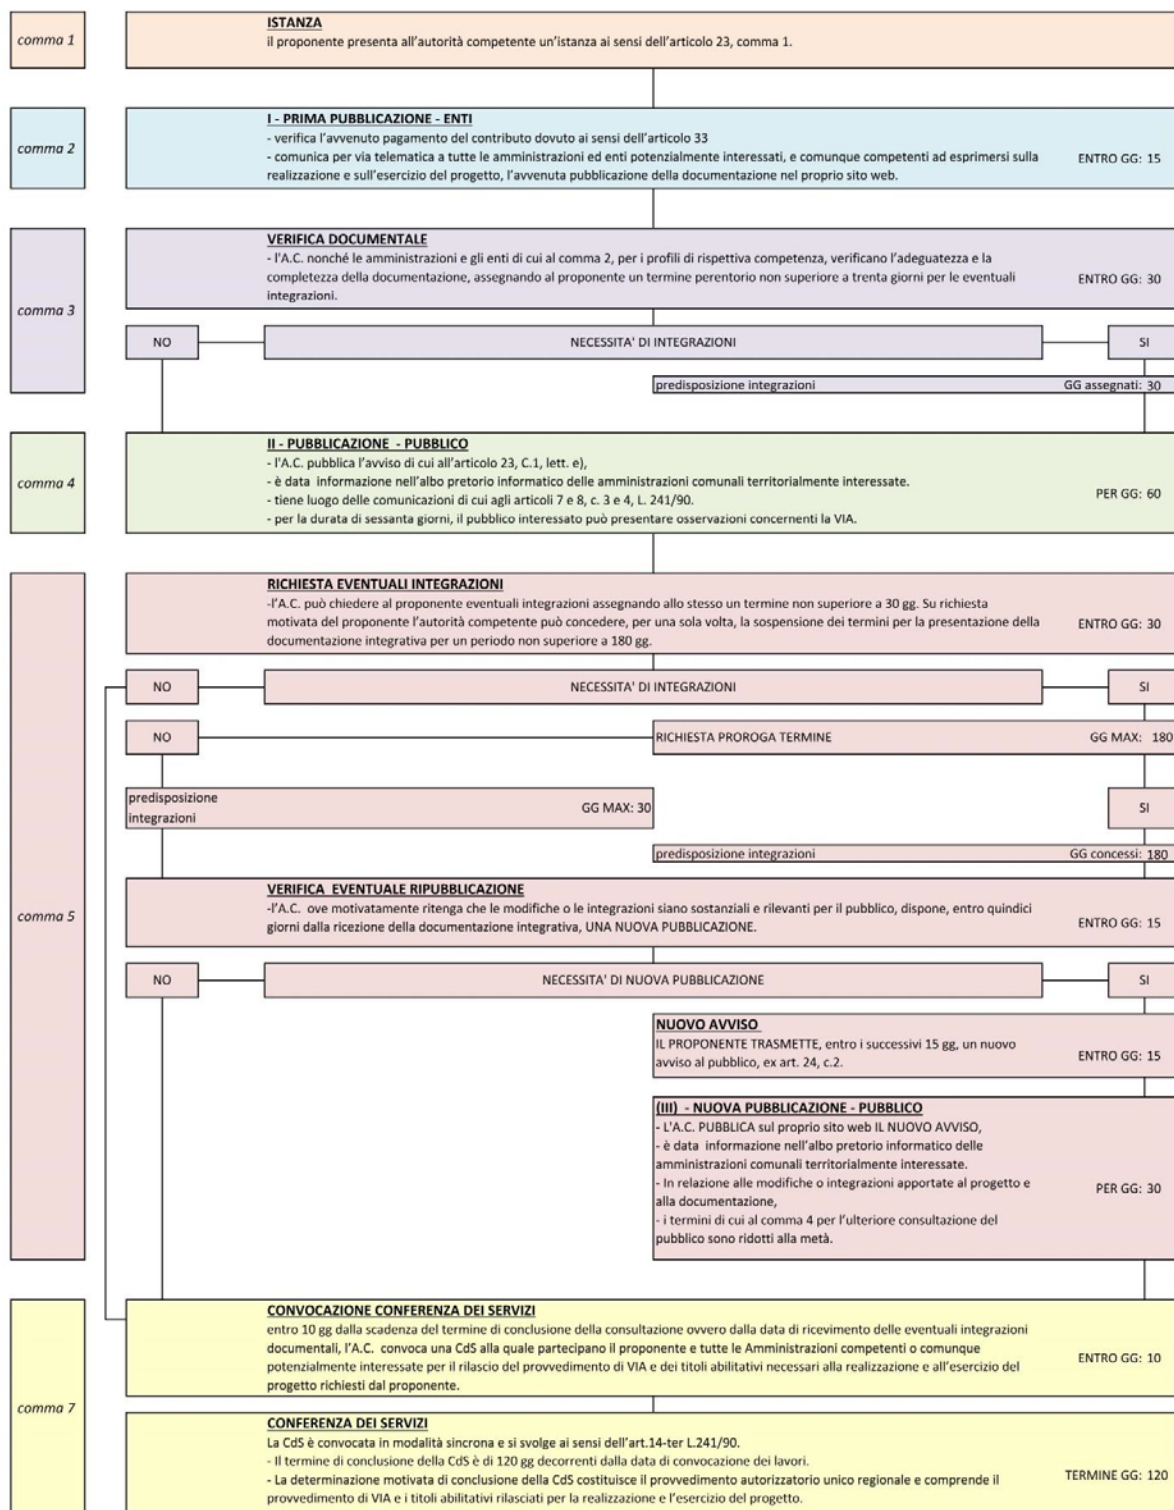 comma 1
ISTANZA
il proponente presenta all'autorità competente un'istanza ai sensi dell'articolo 23, comma 1.
comma 2
I - PRIMA PUBBLICAZIONE - ENTI
- verifica l'avvenuto pagamento del contributo dovuto ai sensi dell'articolo 33
- comunica per via telematica a tutte le amministrazioni ed enti potenzialmente interessati, e comunque competenti ad esprimersi sulla
realizzazione e sull'esercizio del progetto, l'avvenuta pubblicazione della documentazione nel proprio sito web.
ENTRO GG: 15
comma 3
VERIFICA DOCUMENTALE
- l'A.C. nonché le amministrazioni e gli enti di cui al comma 2, per i profili di rispettiva competenza, verificano l'adeguatezza e la
completezza della documentazione, assegnando al proponente un termine perentorio non superiore a trenta giorni per le eventuali
integrazioni.
ENTRO GG: 30
NO
NECESSITA' DI INTEGRAZIONI
SI
predisposizione integrazioni
GG assegnati: 30
comma 4
II - PUBBLICAZIONE - PUBBLICO
- l'A.C. pubblica l'avviso di cui all'articolo 23, C.1, lett. e),
- è data informazione nell'albo pretorio informatico delle amministrazioni comunali territorialmente interessate.
- tiene luogo delle comunicazioni di cui agli articoli 7 e 8, c. 3 e 4, L. 241/90.
- per la durata di sessanta giorni, il pubblico interessato può presentare osservazioni concernenti la VIA.
PER GG: 60
comma 5
RICHIESTA EVENTUALI INTEGRAZIONI
-l'A.C. può chiedere al proponente eventuali integrazioni assegnando allo stesso un termine non superiore a 30 gg. Su richiesta
motivata del proponente l'autorità competente può concedere, per una sola volta, la sospensione dei termini per la presentazione della
documentazione integrativa per un periodo non superiore a 180 gg.
ENTRO GG: 30
NO
NECESSITA' DI INTEGRAZIONI
SI
NO
RICHIESTA PROROGA TERMINE
GG MAX: 180
predisposizione
integrazioni
GG MAX: 30
SI
predisposizione integrazioni
GG concessi: 180
VERIFICA EVENTUALE RIPUBBLICAZIONE
-l'A.C. ove motivatamente ritenga che le modifiche o le integrazioni siano sostanziali e rilevanti per il pubblico, dispone, entro quindici
giorni dalla ricezione della documentazione integrativa, UNA NUOVA PUBBLICAZIONE.
ENTRO GG: 15
NO
NECESSITA' DI NUOVA PUBBLICAZIONE
SI
NUOVO AVVISO
IL PROPONENTE TRASMETTE, entro i successivi 15 gg, un nuovo
avviso al pubblico, ex art. 24, c.2.
ENTRO GG: 15
(III) - NUOVA PUBBLICAZIONE - PUBBLICO
- L'A.C. PUBBLICA sul proprio sito web IL NUOVO AVVISO,
- è data informazione nell'albo pretorio informatico delle
amministrazioni comunali territorialmente interessate.
- In relazione alle modifiche o integrazioni apportate al progetto e
alla documentazione,
- i termini di cui al comma 4 per l'ulteriore consultazione del
pubblico sono ridotti alla metà.
PER GG: 30
comma 7
CONVOCAZIONE CONFERENZA DEI SERVIZI
entro 10 gg dalla scadenza del termine di conclusione della consultazione ovvero dalla data di ricevimento delle eventuali integrazioni
documentali, l'A.C. convoca una CdS alla quale partecipano il proponente e tutte le Amministrazioni competenti o comunque
potenzialmente interessate per il rilascio del provvedimento di VIA e dei titoli abilitativi necessari alla realizzazione e all'esercizio del
progetto richiesti dal proponente.
ENTRO GG: 10
CONFERENZA DEI SERVIZI
La CdS è convocata in modalità sincrona e si svolge ai sensi dell'art.14-ter L.241/90.
- Il termine di conclusione della CdS è di 120 gg decorrenti dalla data di convocazione dei lavori.
- La determinazione motivata di conclusione della CdS costituisce il provvedimento autorizzatorio unico regionale e comprende il
provvedimento di VIA e i titoli abilitativi rilasciati per la realizzazione e l'esercizio del progetto.
TERMINE GG: 120